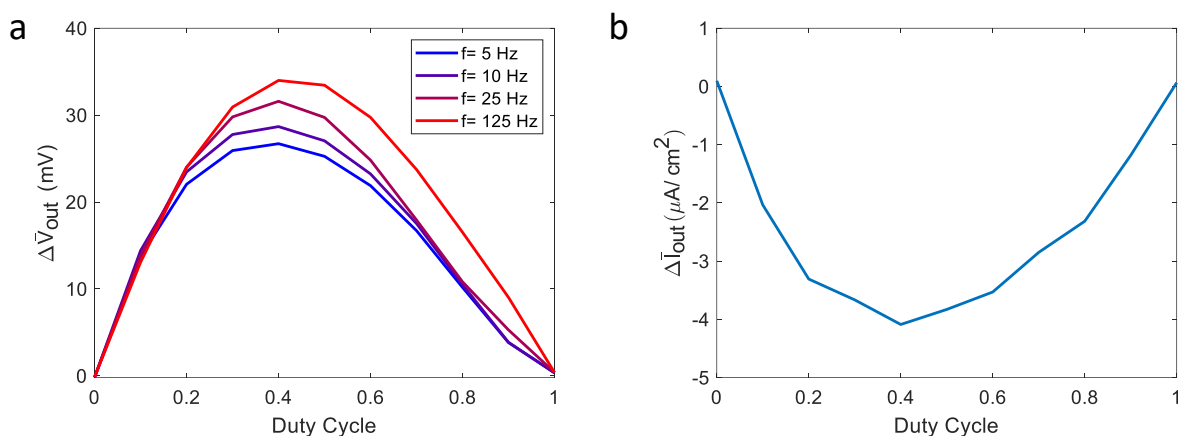 a
40
30
20
10
0
ΔV̄out (mV)
0
0.2
0.4
0.6
0.8
1
Duty Cycle
f= 5 Hz
f= 10 Hz
f= 25 Hz
f= 125 Hz
b
1
0
-1
-2
-3
-4
-5
ΔĪout (μA/ cm2)
0
0.2
0.4
0.6
0.8
1
Duty Cycle